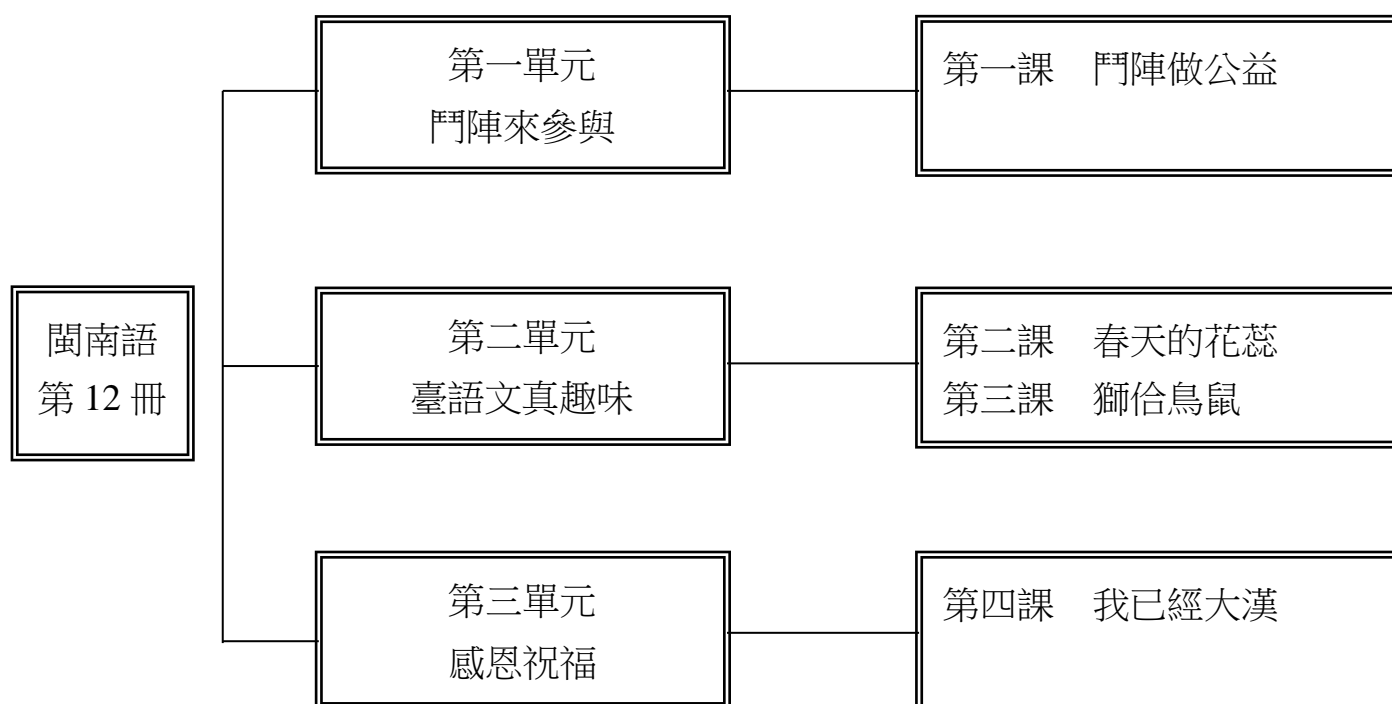 第一單元
鬥陣來參與
第一課 鬥陣做公益
閩南語
第 12 冊
第二單元
臺語文真趣味
第二課 春天的花蕊
第三課 獅佮鳥鼠
第三單元
感恩祝福
第四課 我已經大漢